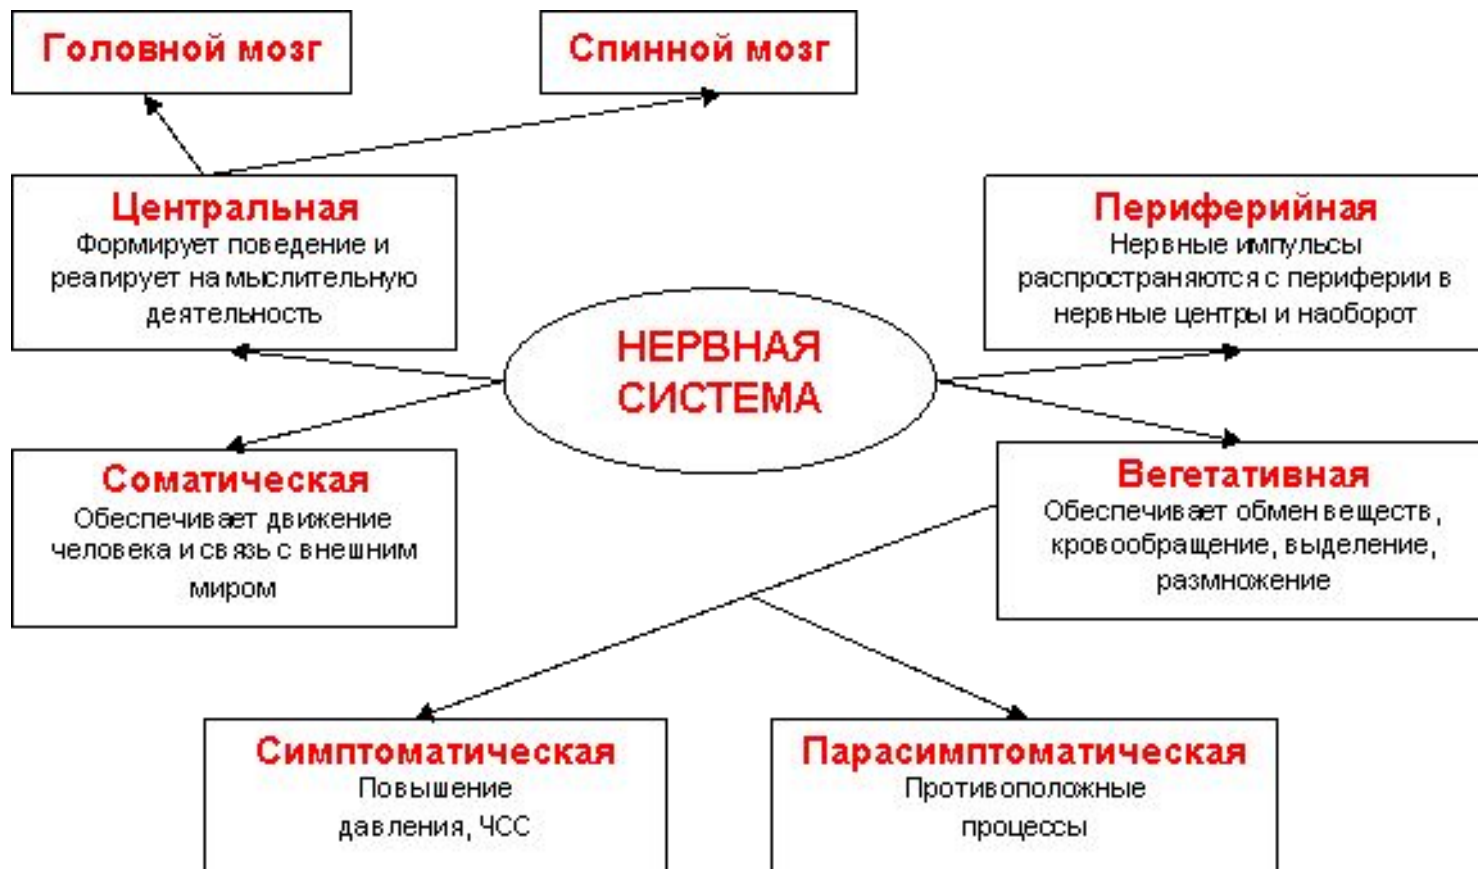 Головной мозг
Спинной мозг
Центральная
Формирует поведение и
реагирует на мыслительную
деятельность
Периферийная
Нервные импульсы
распространяются с периферии в
нервные центры и наоборот
НЕРВНАЯ
СИСТЕМА
Соматическая
Обеспечивает движение
человека и связь с внешним
миром
Вегетативная
Обеспечивает обмен веществ,
кровообращение, выделение,
размножение
Симптоматическая
Повышение
давления, ЧСС
Парасимптоматическая
Противоположные
процессы